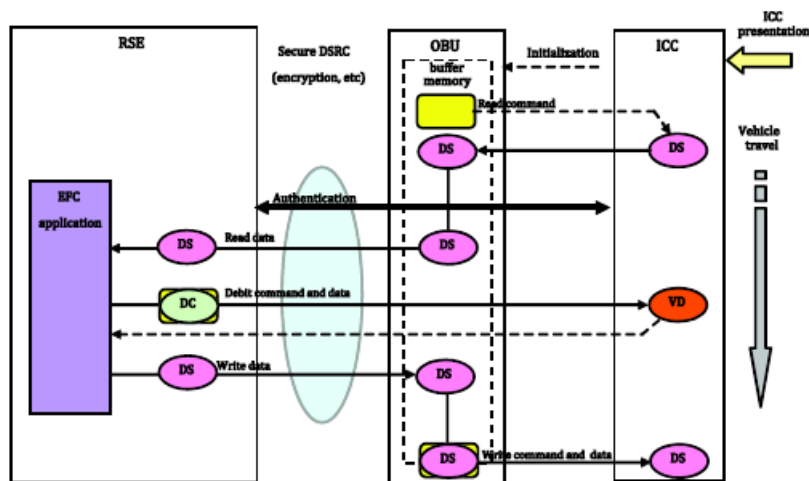 RSE
Secure DSRC
(encryption, etc)
OBU
buffer
memory
Initialization
ICC
ICC
presentation
Read command
DS
DS
Vehicle
travel
EFC
application
Authentication
DS
Read data
DS
DC
Debit command and data
VD
DS
Write data
DS
DS
Write command and data
DS